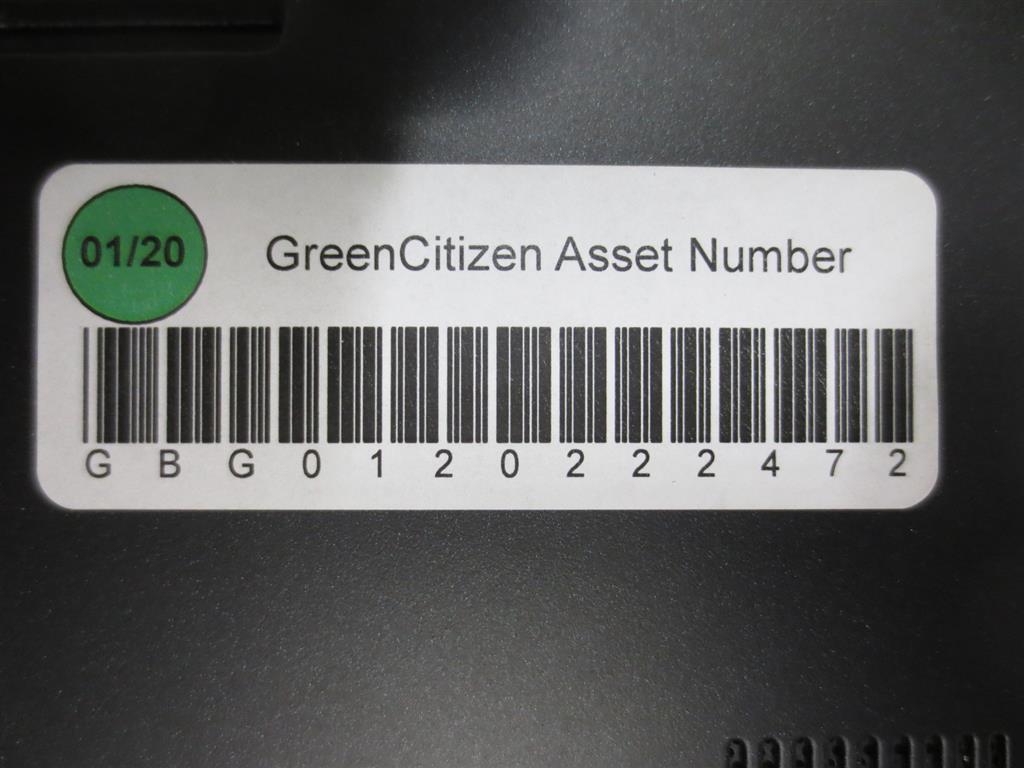 01/20
GreenCitizen Asset Number
G B G 0 1 2 0 2 2 2 4 7 2